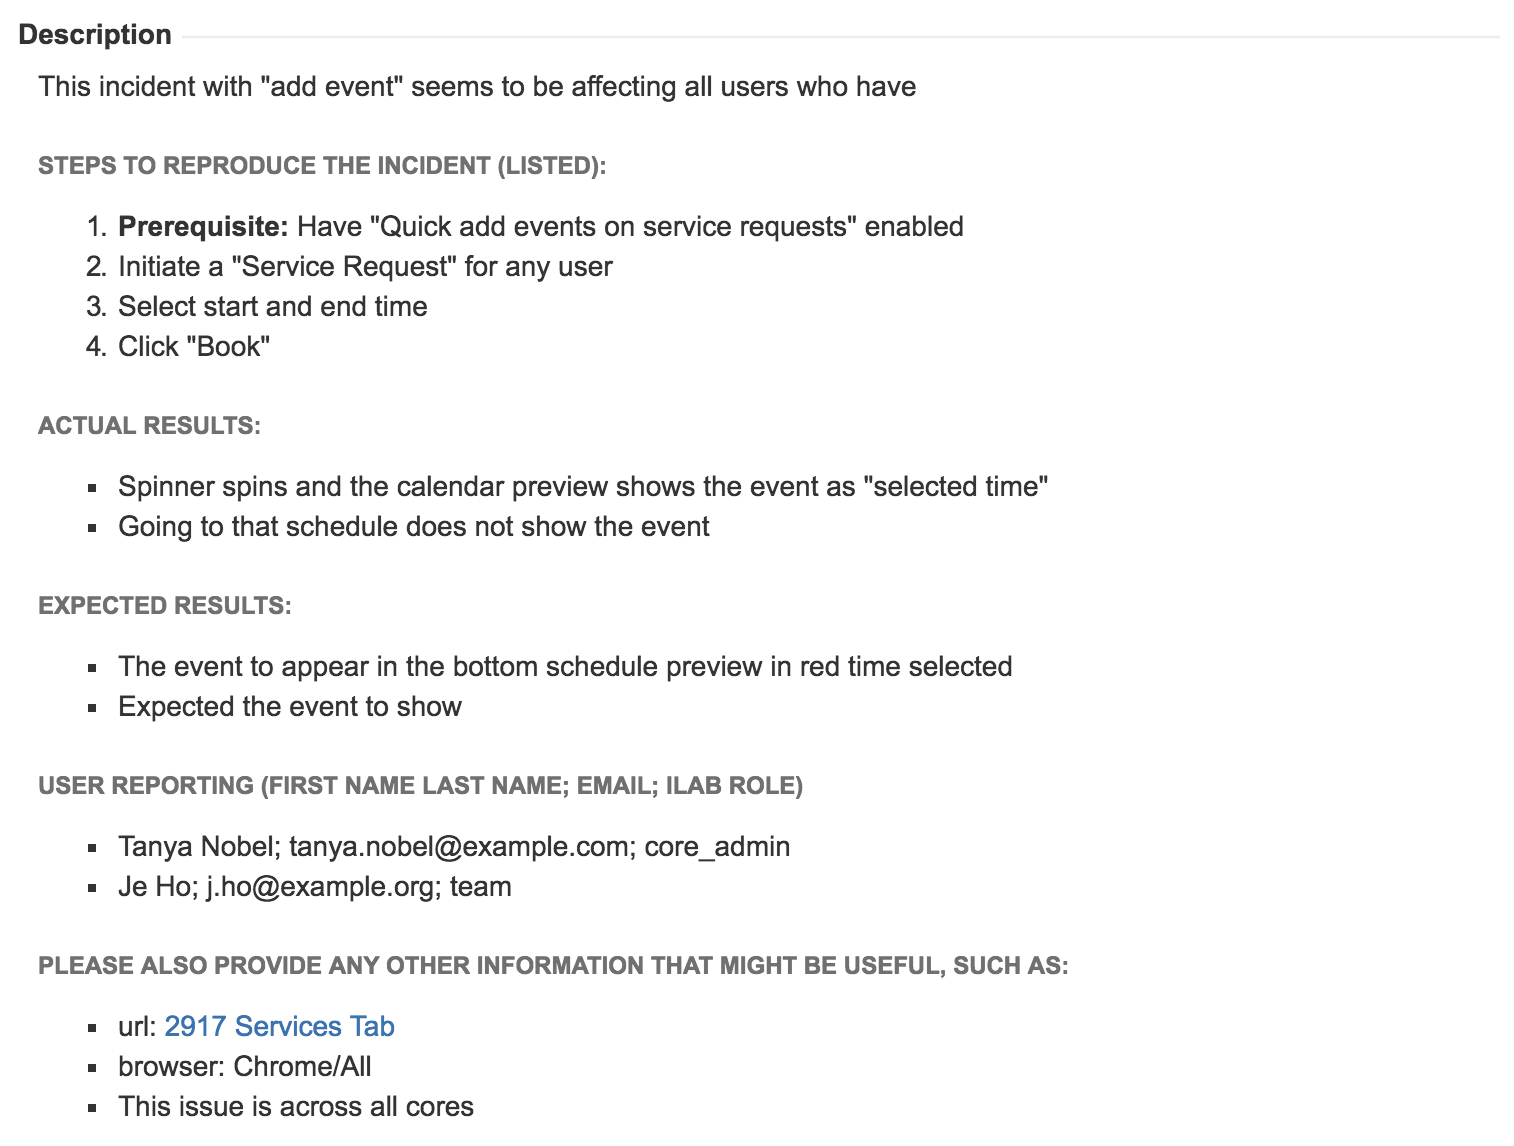 Description
This incident with "add event" seems to be affecting all users who have
STEPS TO REPRODUCE THE INCIDENT (LISTED):
1. Prerequisite: Have "Quick add events on service requests" enabled
2. Initiate a "Service Request" for any user
3. Select start and end time
4. Click "Book"
ACTUAL RESULTS:
▪ Spinner spins and the calendar preview shows the event as "selected time"
▪ Going to that schedule does not show the event
EXPECTED RESULTS:
▪ The event to appear in the bottom schedule preview in red time selected
▪ Expected the event to show
USER REPORTING (FIRST NAME LAST NAME; EMAIL; ILAB ROLE)
▪ Tanya Nobel; tanya.nobel@example.com; core_admin
▪ Je Ho; j.ho@example.org; team
PLEASE ALSO PROVIDE ANY OTHER INFORMATION THAT MIGHT BE USEFUL, SUCH AS:
▪ url: 2917 Services Tab
▪ browser: Chrome/All
▪ This issue is across all cores